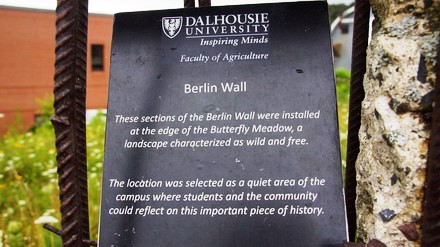 DALHOUSIE
UNIVERSITY
Inspiring Minds
Faculty of Agriculture
Berlin Wall
These sections of the Berlin Wall were installed
at the edge of the Butterfly Meadow, a
landscape characterized as wild and free.
The location was selected as a quiet area of the
campus where students and the community
could reflect on this important piece of history.